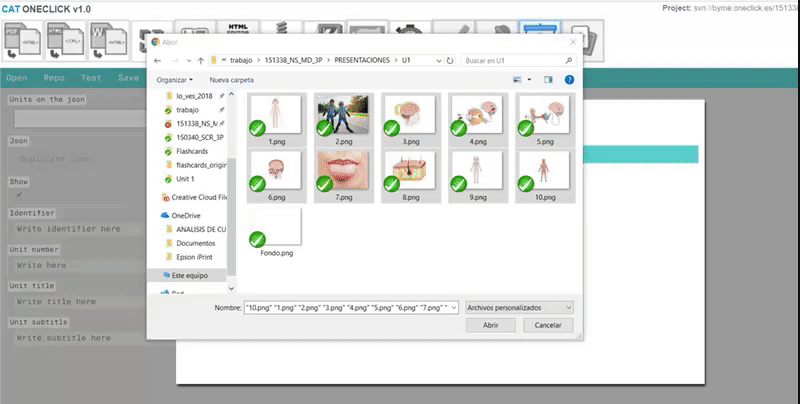 CAT ONECLICK v1.0
Project: svn://byme.oneclick.es/15133
HTML
EDITOR
Open Repo Test Save
Units on the json
Json
Duplicate json
Show
Identifier
Write identifier here
Unit number
Write here
Unit title
Write title here
Unit subtitle
Write subtitle here
Abrir
trabajo > 151338_NS_MD_3P > PRESENTACIONES > U1
Buscar en U1
Organizar
Nueva carpeta
lo_ves_2018
trabajo
151338_NS_M
150340_SCR_3P
Flashcards
flashcards_origin
Unit 1
Creative Cloud File
OneDrive
ANALISIS DE CU
Documentos
Epson iPrint
Este equipo
1.png
2.png
3.png
4.png
5.png
6.png
7.png
8.png
9.png
10.png
Fondo.png
Nombre: "10.png" "1.png" "2.png" "3.png" "4.png" "5.png" "6.png" "7.png" "
Archivos personalizados
Abrir
Cancelar